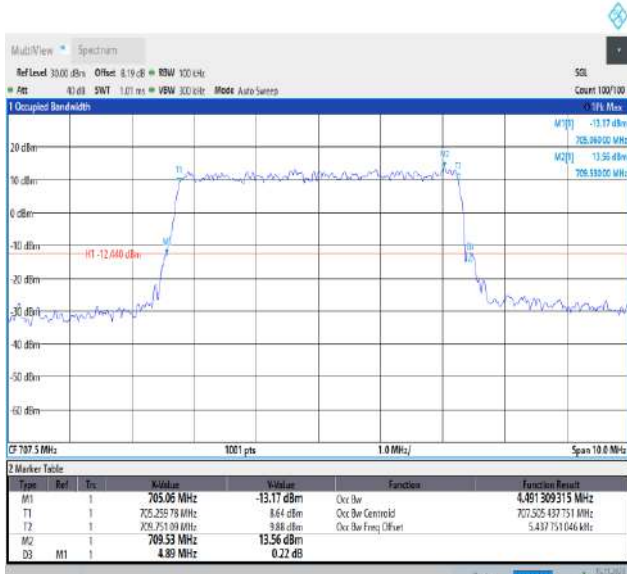 MultiView Spectrum
Ref Level 30.00 dBm Offset 8.19 dB RBW 100 kHz SGL
Att 40 dB SWT 1.01 ms VBW 300 kHz Mode Auto Sweep Count 100/100
1 Occupied Bandwidth 1Pk Max
M1[1] -13.17 dBm
705.06000 MHz
M2[1] 13.56 dBm
709.53000 MHz
20 dBm
10 dBm
0 dBm
-10 dBm
H1 -12.440 dBm
-20 dBm
-30 dBm
-40 dBm
-50 dBm
-60 dBm
T1
M2
T2
M1
CF 707.5 MHz 1001 pts 1.0 MHz/ Span 10.0 MHz
2 Marker Table
Type Ref Trc X-Value Y-Value Function Function Result
M1 1 705.06 MHz -13.17 dBm Occ Bw 4.491 309 315 MHz
T1 1 705.259 78 MHz 8.64 dBm Occ Bw Centroid 707.505 437 751 MHz
T2 1 709.751 09 MHz 9.88 dBm Occ Bw Freq Offset 5.437 751 046 kHz
M2 1 709.53 MHz 13.56 dBm
D3 M1 1 4.89 MHz 0.22 dB